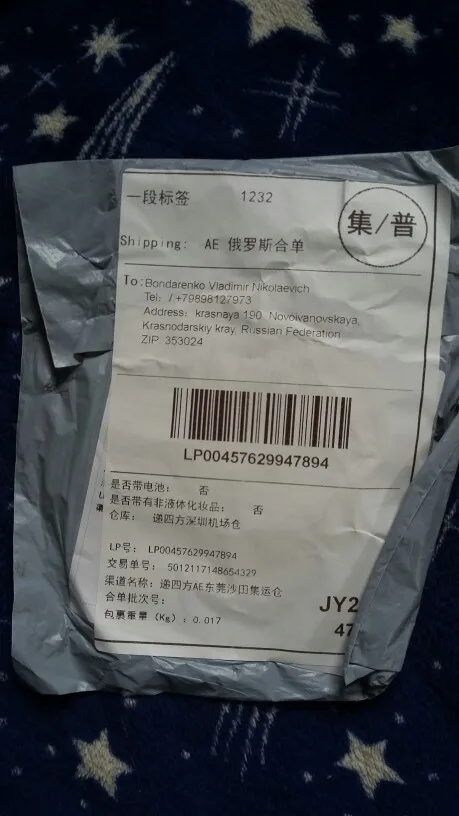 一段标签 1232
集/普
Shipping: AE 俄罗斯合单
To: Bondarenko Vladimir Nikolaevich
Tel: / +79898127973
Address: krasnaya 190 Novoivanovskaya,
Krasnodarskiy kray, Russian Federation
ZIP 353024
LP00457629947894
是否带电池: 否
是否带有非液体化妆品: 否
仓库: 递四方深圳机场仓
LP号: LP00457629947894
交易单号: 5012117148654329
渠道名称: 递四方AE东莞沙田集运仓
合单批次号:
包裹重量 (Kg): 0.017
JY2
47